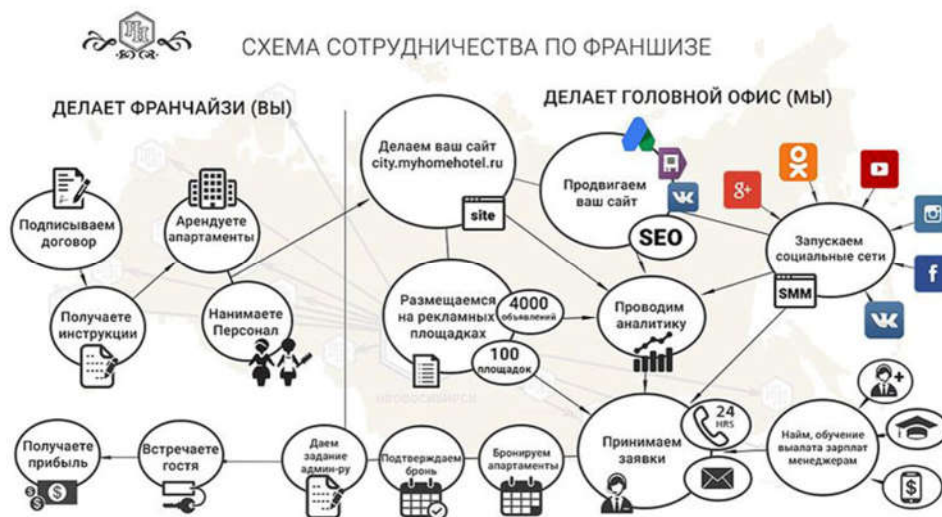 СХЕМА СОТРУДНИЧЕСТВА ПО ФРАНШИЗЕ
ДЕЛАЕТ ФРАНЧАЙЗИ (ВЫ)
ДЕЛАЕТ ГОЛОВНОЙ ОФИС (МЫ)
Подписываем
договор
Арендуете
апартаменты
Получаете
инструкции
Нанимаете
Персонал
Делаем ваш сайт
city.myhomehotel.ru
site
Продвигаем
ваш сайт
SEO
g+
Запускаем
социальные сети
SMM
Размещаемся
на рекламных
площадках
4000
объявлений
100
площадок
Проводим
аналитику
НОВОСИБИРСК
Получаете
прибыль
Встречаете
гостя
Даем
задание
админ-ру
Подтверждаем
бронь
Бронируем
апартаменты
Принимаем
заявки
24
HRS
Найм, обучение
выалата зарплат
менеджерам